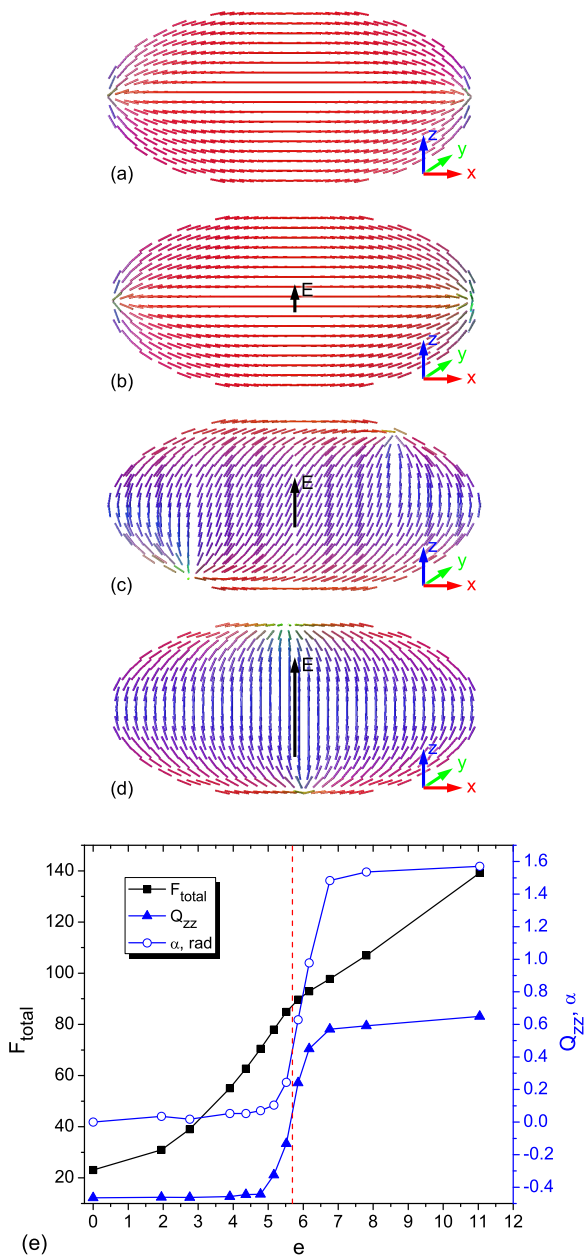 z
y
x
(a)
E
z
y
x
(b)
E
z
y
x
(c)
E
z
y
x
(d)
F_total
Q_zz
α, rad
140
120
100
80
60
40
20
F_total
1.6
1.4
1.2
1.0
0.8
0.6
0.4
0.2
0.0
-0.2
-0.4
Q_zz, α
0 1 2 3 4 5 6 7 8 9 10 11 12
e
(e)